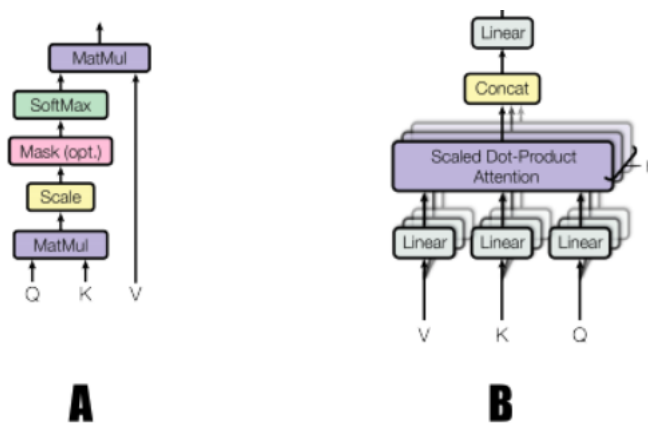 MatMul
SoftMax
Mask (opt.)
Scale
MatMul
Q K V
A
Linear
Concat
Scaled Dot-Product
Attention
Linear Linear Linear
V K Q
B